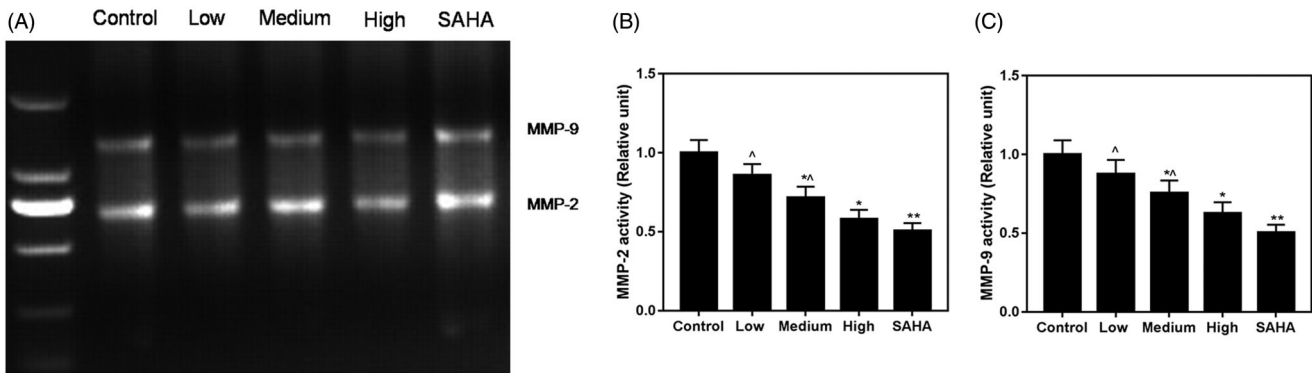 (A)
Control Low Medium High SAHA
MMP-9
MMP-2
(B)
MMP-2 activity (Relative unit)
1.5
1.0
0.5
0.0
^
*^
*
**
Control Low Medium High SAHA
(C)
MMP-9 activity (Relative unit)
1.5
1.0
0.5
0.0
^
*^
*
**
Control Low Medium High SAHA